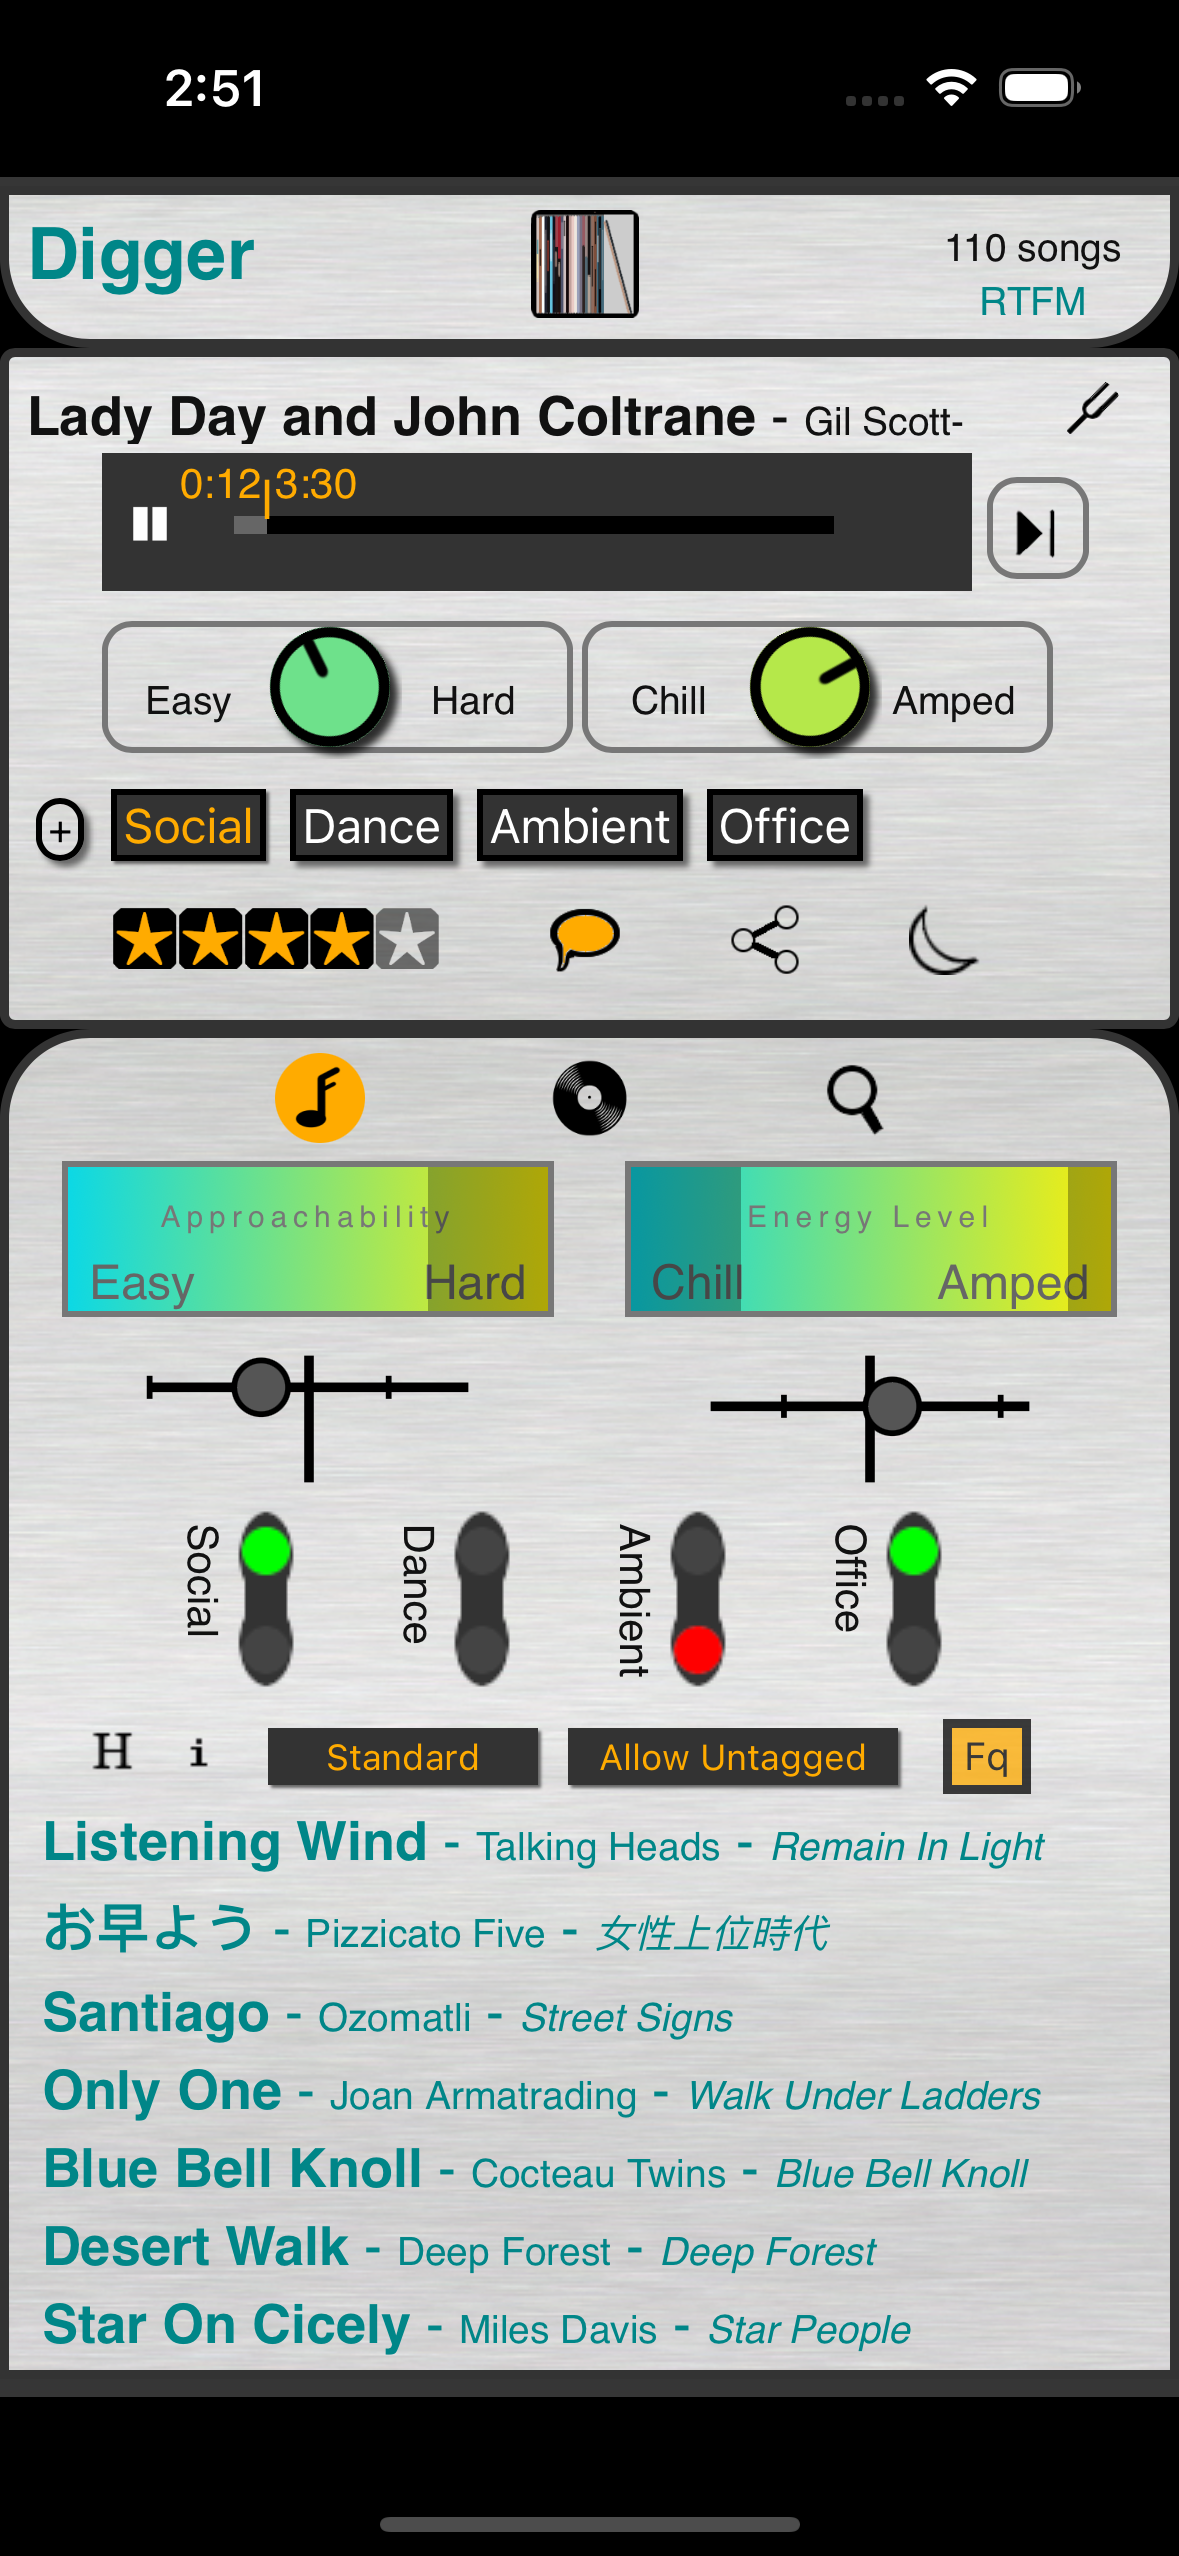 2:51
Digger
110 songs
RTFM
Lady Day and John Coltrane - Gil Scott-
0:12 3:30
Easy Hard Chill Amped
+ Social Dance Ambient Office
Approachability
Easy Hard
Energy Level
Chill Amped
Social Dance Ambient Office
H i Standard Allow Untagged Fq
Listening Wind - Talking Heads - Remain In Light
お早よう - Pizzicato Five - 女性上位時代
Santiago - Ozomatli - Street Signs
Only One - Joan Armatrading - Walk Under Ladders
Blue Bell Knoll - Cocteau Twins - Blue Bell Knoll
Desert Walk - Deep Forest - Deep Forest
Star On Cicely - Miles Davis - Star People